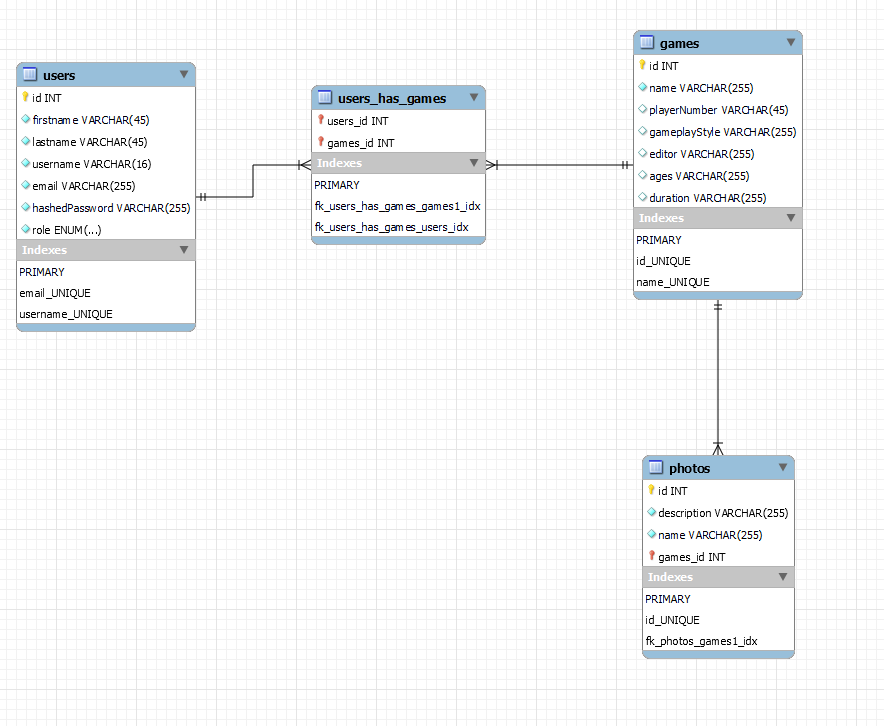 users
id INT
firstname VARCHAR(45)
lastname VARCHAR(45)
username VARCHAR(16)
email VARCHAR(255)
hashedPassword VARCHAR(255)
role ENUM(...)
Indexes
PRIMARY
email_UNIQUE
username_UNIQUE
users_has_games
users_id INT
games_id INT
Indexes
PRIMARY
fk_users_has_games_games1_idx
fk_users_has_games_users_idx
games
id INT
name VARCHAR(255)
playerNumber VARCHAR(45)
gameplayStyle VARCHAR(255)
editor VARCHAR(255)
ages VARCHAR(255)
duration VARCHAR(255)
Indexes
PRIMARY
id_UNIQUE
name_UNIQUE
photos
id INT
description VARCHAR(255)
name VARCHAR(255)
games_id INT
Indexes
PRIMARY
id_UNIQUE
fk_photos_games1_idx